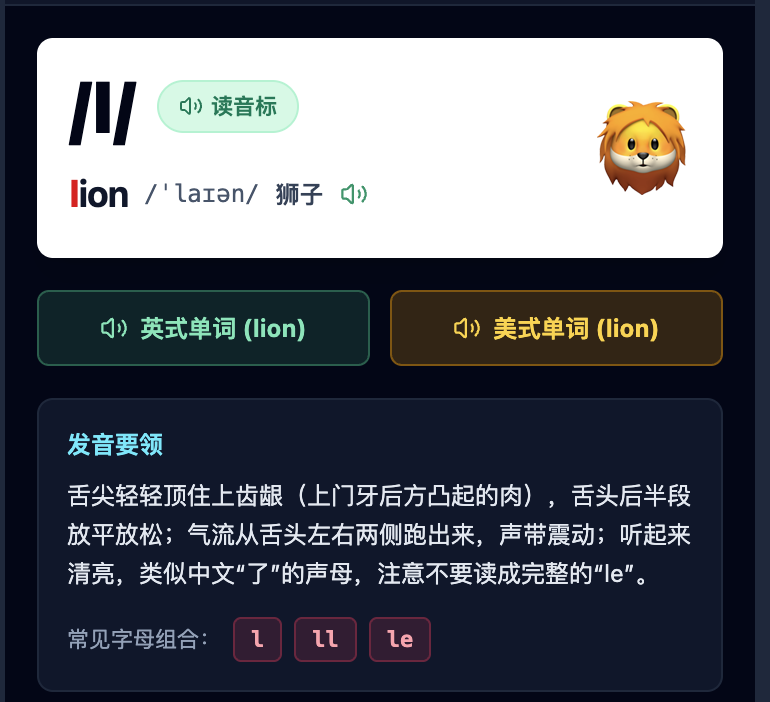 /l/ 读音标
lion /ˈlaɪən/ 狮子
英式单词 (lion) 美式单词 (lion)
发音要领
舌尖轻轻顶住上齿龈（上门牙后方凸起的肉），舌头后半段
放平放松；气流从舌头左右两侧跑出来，声带震动；听起来
清亮，类似中文“了”的声母，注意不要读成完整的“le”。
常见字母组合： l ll le